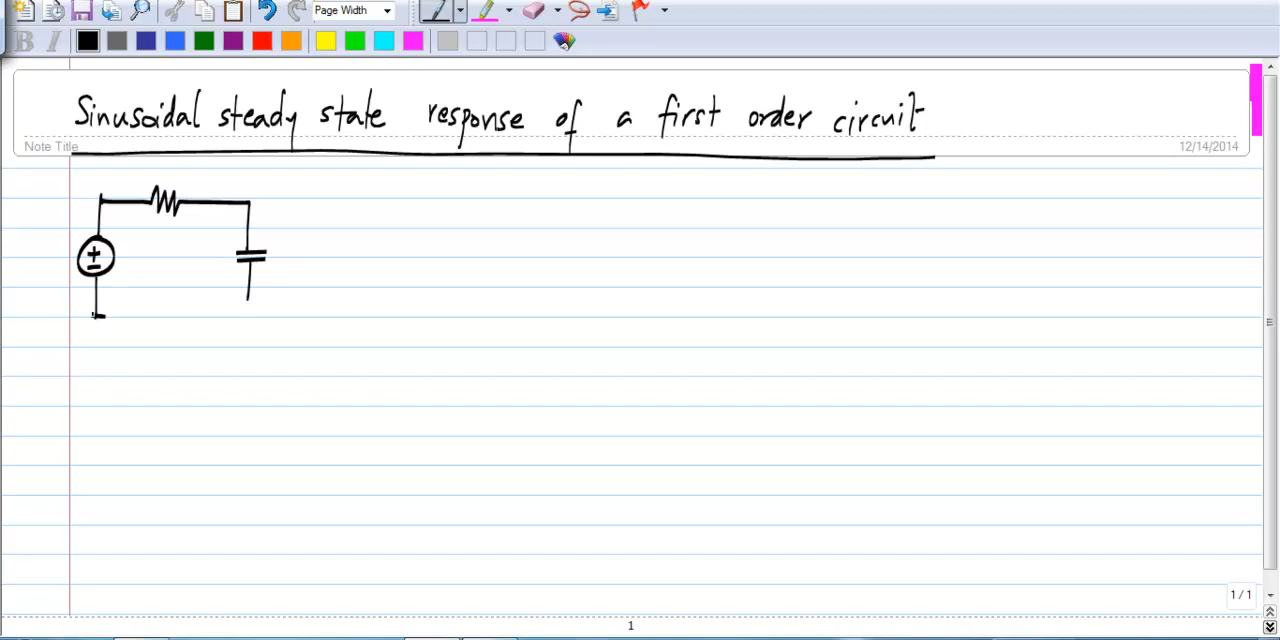 Page Width
B I
Sinusoidal steady state response of a first order circuit
Note Title
12/14/2014
+
1 / 1
1